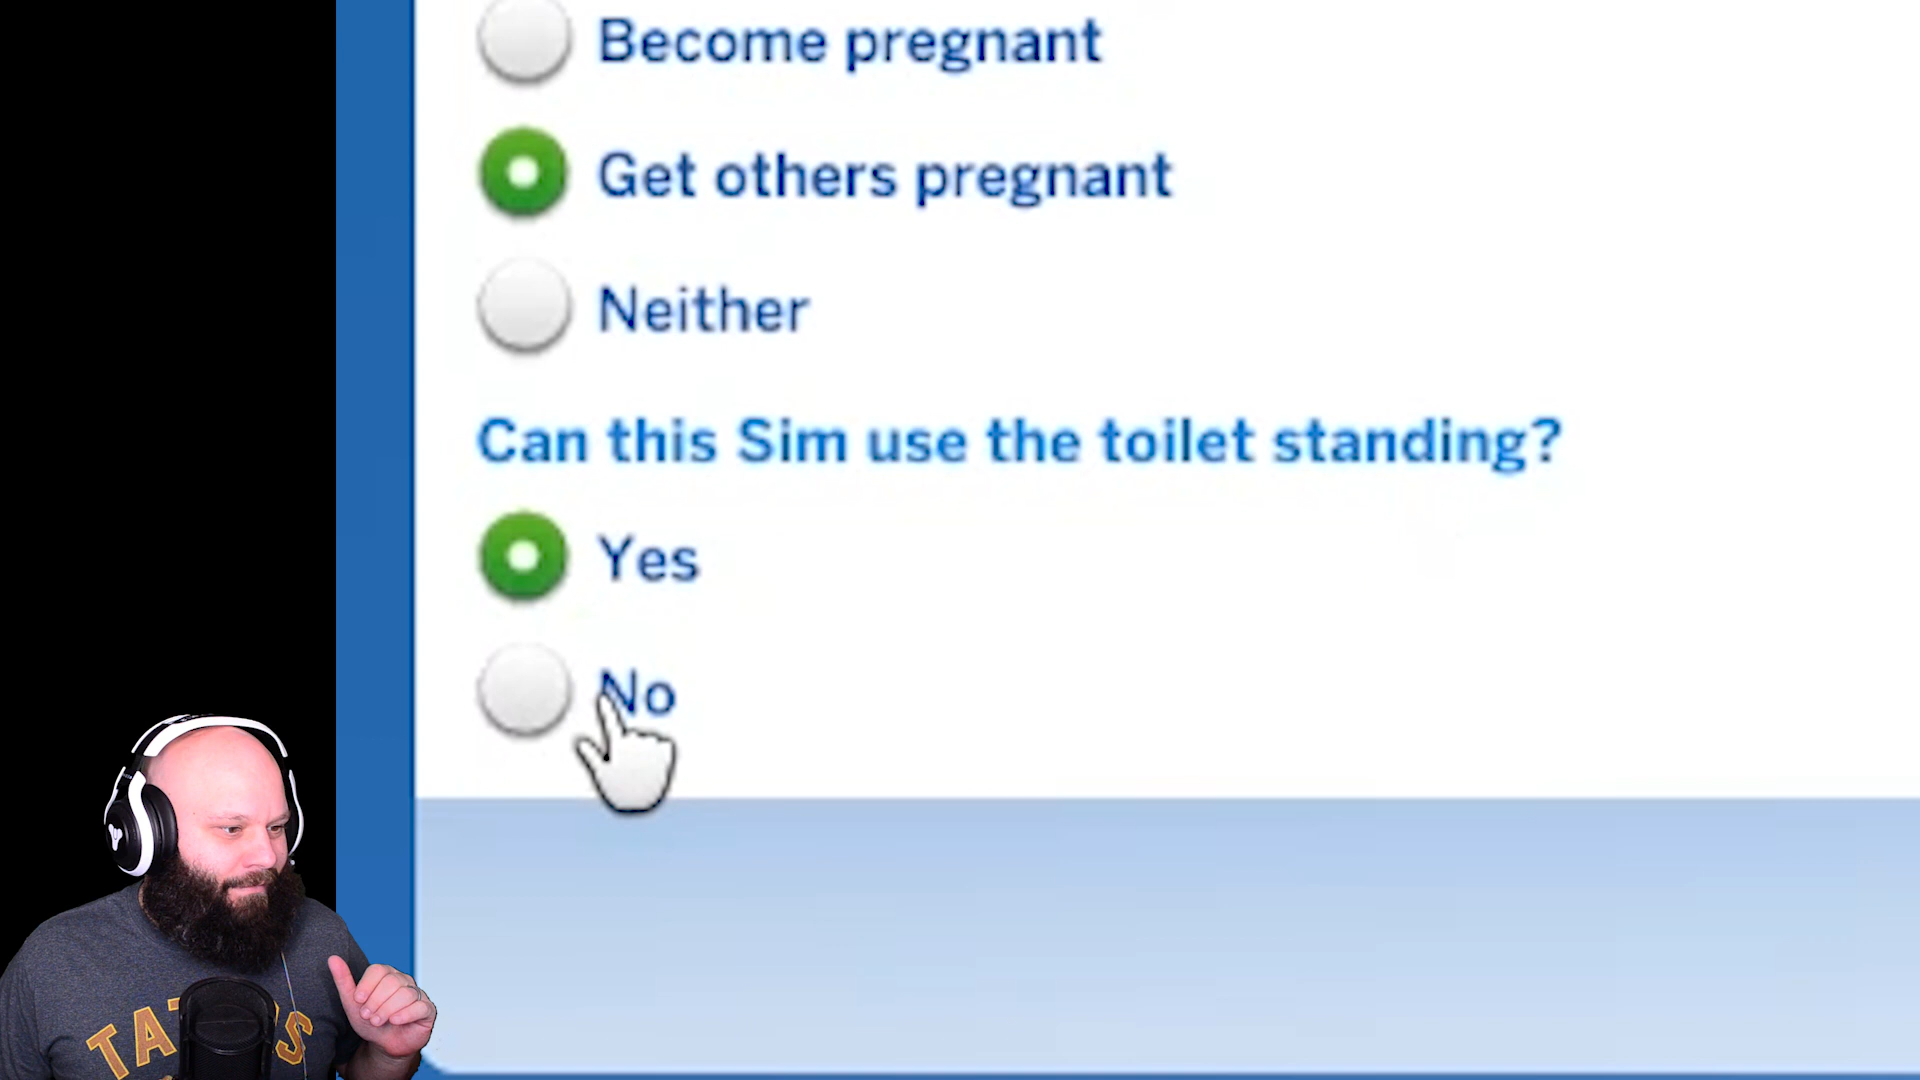 Become pregnant
Get others pregnant
Neither
Can this Sim use the toilet standing?
Yes
No